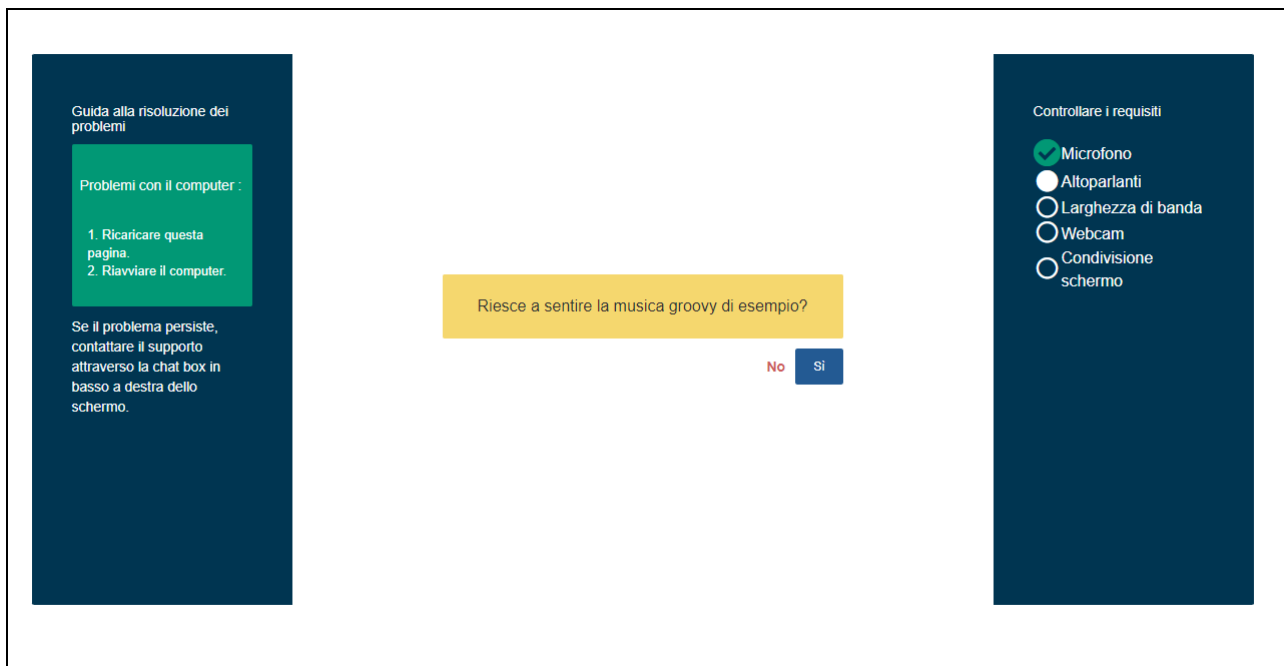 Guida alla risoluzione dei
problemi
Problemi con il computer :
1. Ricaricare questa
pagina.
2. Riavviare il computer.
Se il problema persiste,
contattare il supporto
attraverso la chat box in
basso a destra dello
schermo.
Riesce a sentire la musica groovy di esempio?
No
Sì
Controllare i requisiti
Microfono
Altoparlanti
Larghezza di banda
Webcam
Condivisione
schermo